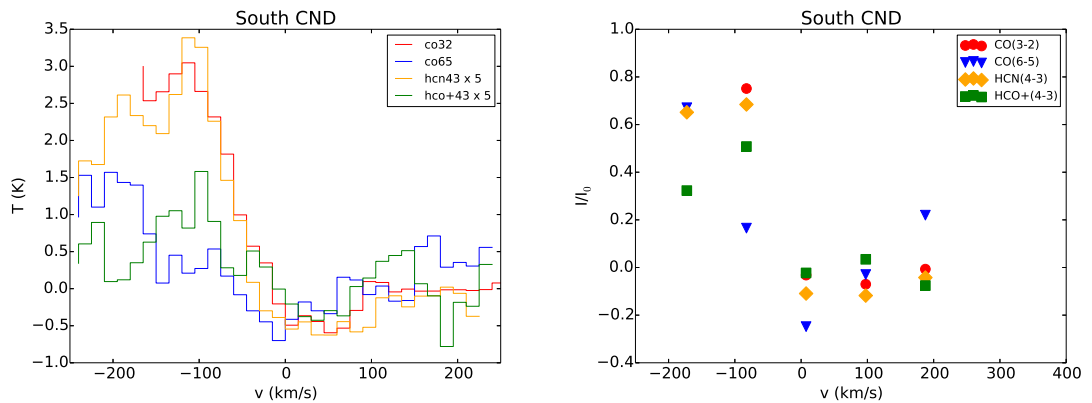 South CND
3.5
3.0
2.5
2.0
1.5
1.0
0.5
0.0
−0.5
−1.0
T (K)
co32
co65
hcn43 x 5
hco+43 x 5
−200 −100 0 100 200
v (km/s)
South CND
1.0
0.8
0.6
0.4
0.2
0.0
−0.2
−0.4
I/I₀
CO(3-2)
CO(6-5)
HCN(4-3)
HCO+(4-3)
−200 −100 0 100 200 300 400
v (km/s)